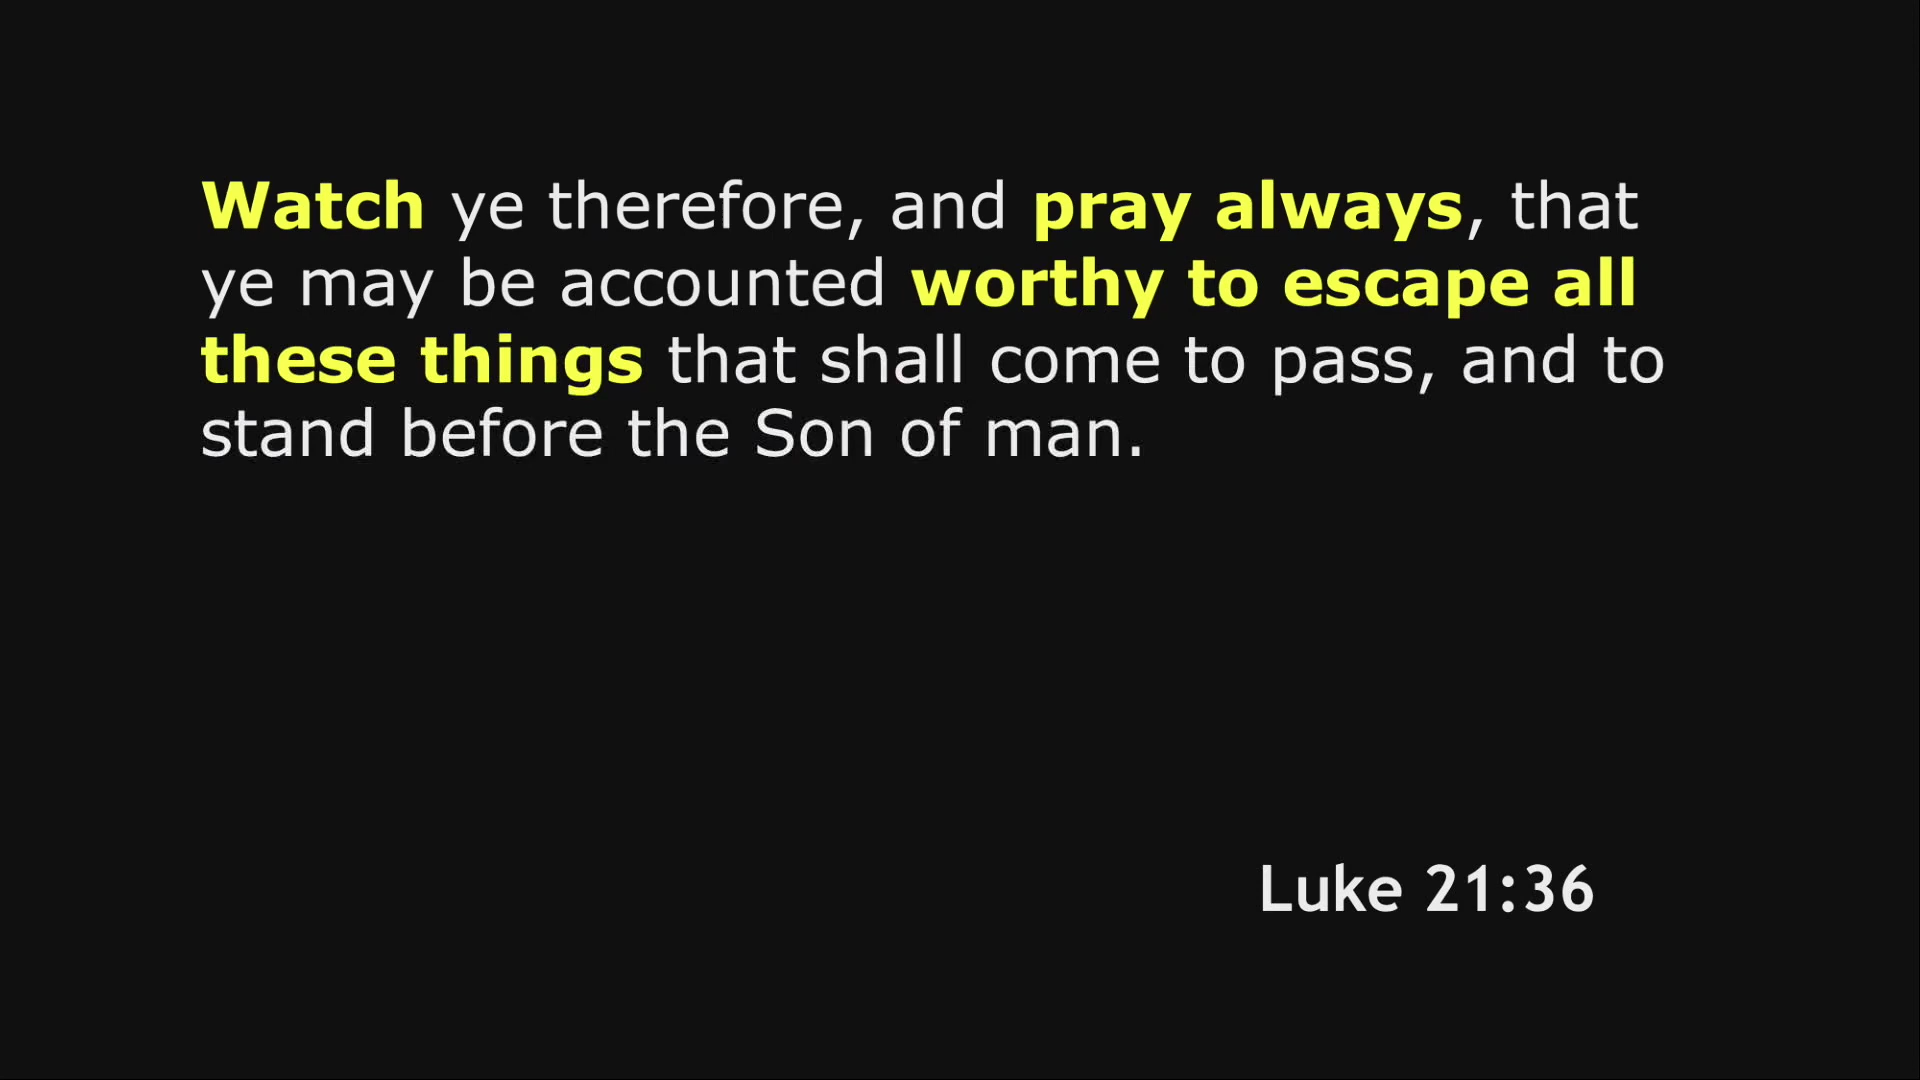 Watch ye therefore, and pray always, that
ye may be accounted worthy to escape all
these things that shall come to pass, and to
stand before the Son of man.
Luke 21:36